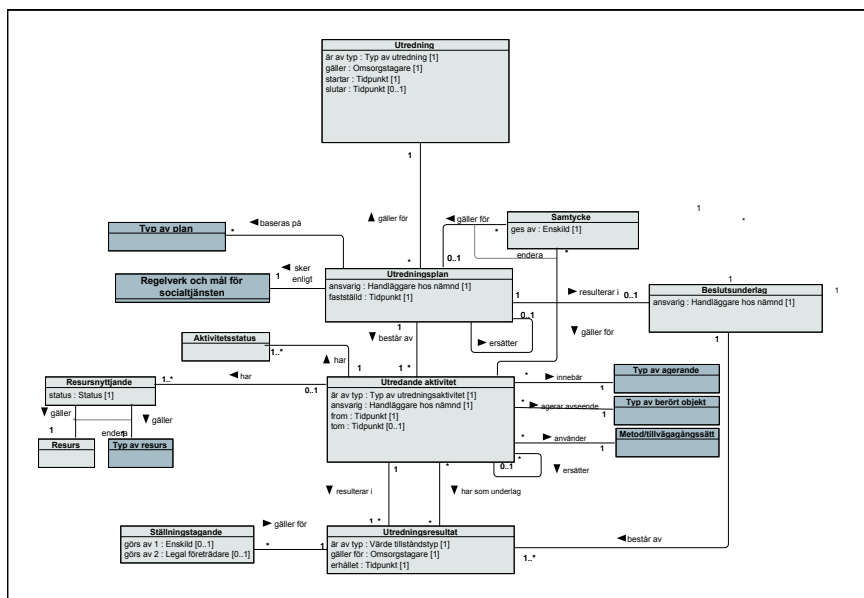 Utredning
är av typ : Typ av utredning [1]
gäller : Omsorgstagare [1]
startar : Tidpunkt [1]
slutar : Tidpunkt [0..1]
1
baseras på
gäller för
gäller för
Samtycke
ges av : Enskild [1]
1
*
Typ av plan
*
*
*
endera
*
0..1
sker enligt
Regelverk och mål för socialtjänsten
1
Utredningsplan
ansvarig : Handläggare hos nämnd [1]
fastställd : Tidpunkt [1]
1
resulterar i
0..1
1
Beslutsunderlag
ansvarig : Handläggare hos nämnd [1]
1
1
0..1
består av
ersätter
gäller för
1
Aktivitetsstatus
1..*
har
1
1 *
har
1..*
0..1
Resursnyttjande
status : Status [1]
gäller
gäller
1
endera
1
Resurs
Typ av resurs
Utredande aktivitet
är av typ : Typ av utredningsaktivitet [1]
ansvarig : Handläggare hos nämnd [1]
from : Tidpunkt [1]
tom : Tidpunkt [0..1]
*
innebär
1
Typ av agerande
*
agerar avseende
1
Typ av berört objekt
*
använder
1
Metod/tillvägagångssätt
*
0..1
ersätter
1
*
resulterar i
har som underlag
1 *
*
Ställningstagande
görs av 1 : Enskild [0..1]
görs av 2 : Legal företrädare [0..1]
gäller för
*
1
Utredningsresultat
är av typ : Värde tillståndstyp [1]
gäller för : Omsorgstagare [1]
erhållet : Tidpunkt [1]
består av
1..*